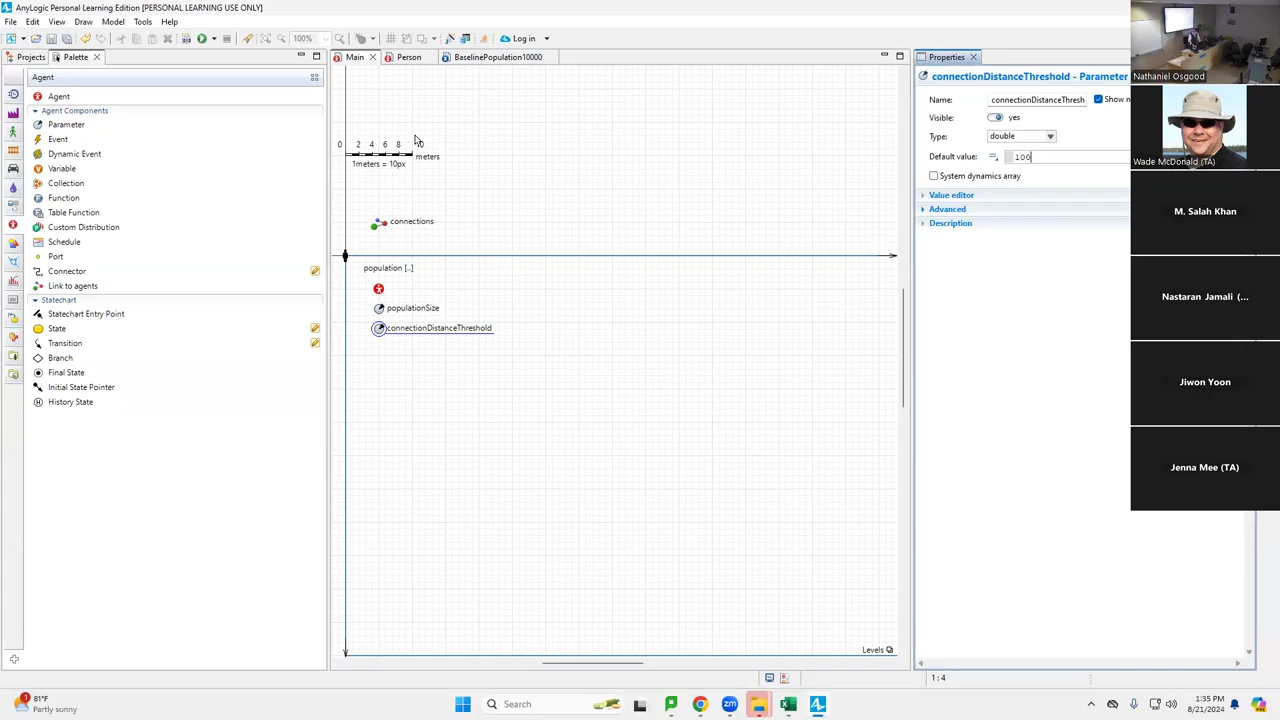 AnyLogic Personal Learning Edition [PERSONAL LEARNING USE ONLY]
File Edit View Draw Model Tools Help
100%
Log in
Projects
Palette
Main
Person
BaselinePopulation10000
Properties
Agent
Agent
Agent Components
Parameter
Event
Dynamic Event
Variable
Collection
Function
Table Function
Custom Distribution
Schedule
Port
Connector
Link to agents
Statechart
Statechart Entry Point
State
Transition
Branch
Final State
Initial State Pointer
History State
0 2 4 6 8
meters
1meters = 10px
connections
population [..]
populationSize
connectionDistanceThreshold
Levels
connectionDistanceThreshold - Parameter
Name: connectionDistanceThresh
Visible: yes
Type: double
Default value: 100
System dynamics array
Value editor
Advanced
Description
1 : 4
Nathaniel Osgood
Wade McDonald (TA)
M. Salah Khan
Nastaran Jamali (...
Jiwon Yoon
Jenna Mee (TA)
1
81°F
Partly sunny
Search
1:35 PM
8/21/2024